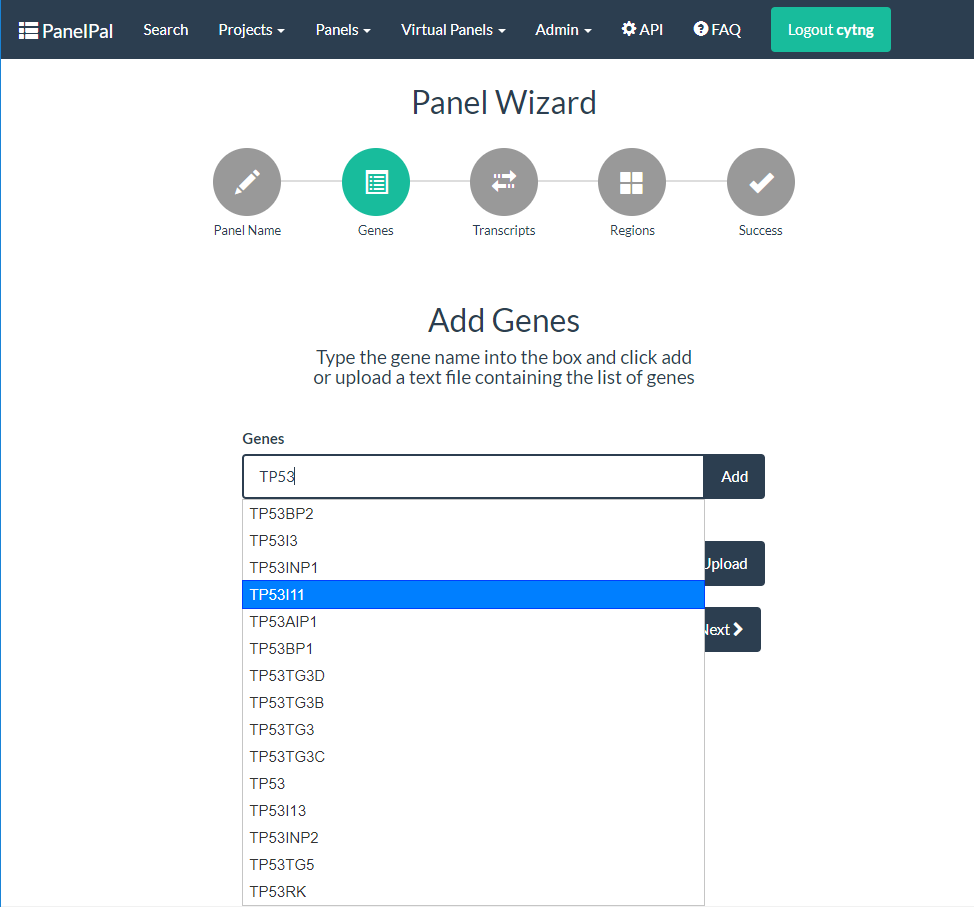 PanelPal Search Projects Panels Virtual Panels Admin API FAQ Logout cytng
Panel Wizard
Panel Name Genes Transcripts Regions Success
Add Genes
Type the gene name into the box and click add
or upload a text file containing the list of genes
Genes
TP53 Add
TP53BP2
TP53I3
Upload
TP53INP1
TP53I11
TP53AIP1
Next
TP53BP1
TP53TG3D
TP53TG3B
TP53TG3
TP53TG3C
TP53
TP53I13
TP53INP2
TP53TG5
TP53RK